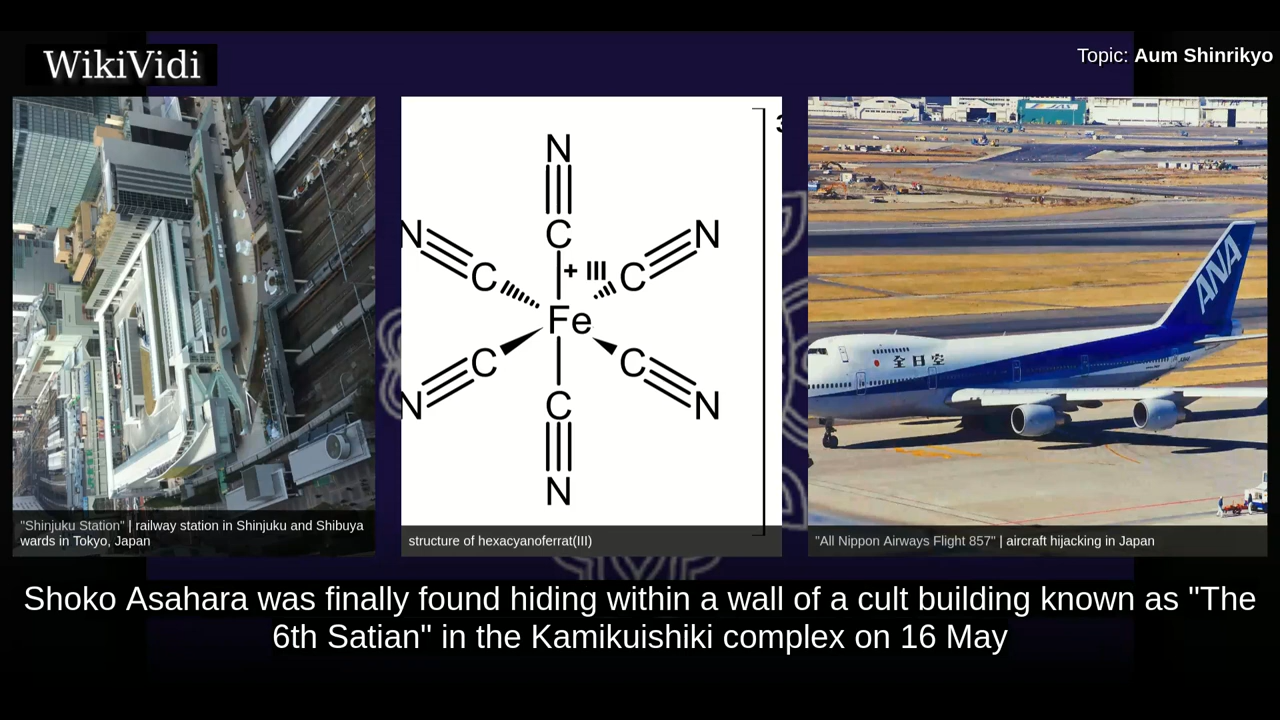 WikiVidi
Topic: Aum Shinrikyo
N
N C N
C + III C
Fe
C C
N C N
N
3
ANA
全日空
"Shinjuku Station" | railway station in Shinjuku and Shibuya
wards in Tokyo, Japan
structure of hexacyanoferrat(III)
"All Nippon Airways Flight 857" | aircraft hijacking in Japan
Shoko Asahara was finally found hiding within a wall of a cult building known as "The
6th Satian" in the Kamikuishiki complex on 16 May